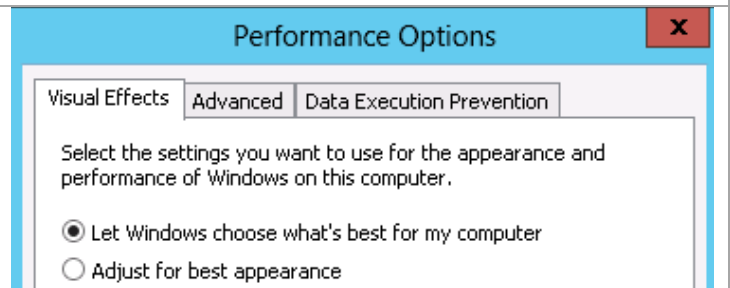 Performance Options
x
Visual Effects Advanced Data Execution Prevention
Select the settings you want to use for the appearance and
performance of Windows on this computer.
Let Windows choose what's best for my computer
Adjust for best appearance